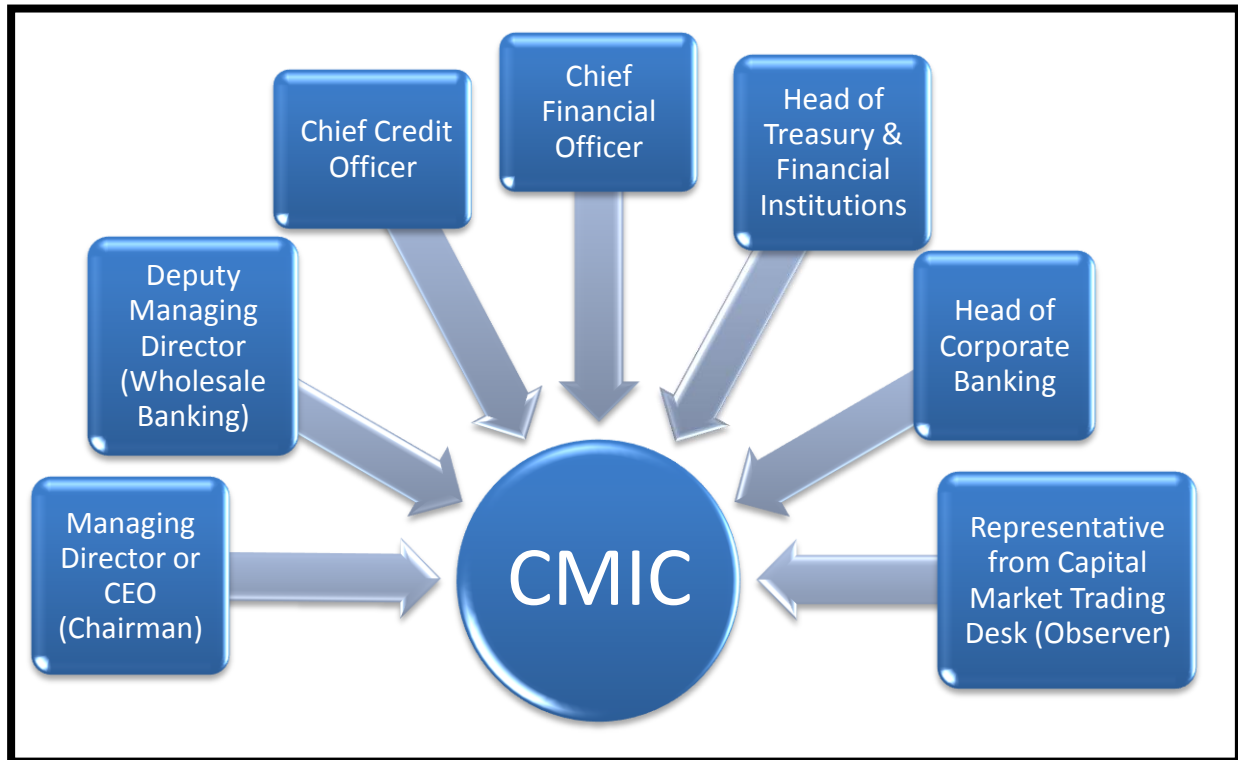 Managing
Director or
CEO
(Chairman)
Deputy
Managing
Director
(Wholesale
Banking)
Chief Credit
Officer
Chief
Financial
Officer
Head of
Treasury &
Financial
Institutions
Head of
Corporate
Banking
Representative
from Capital
Market Trading
Desk (Observer)
CMIC